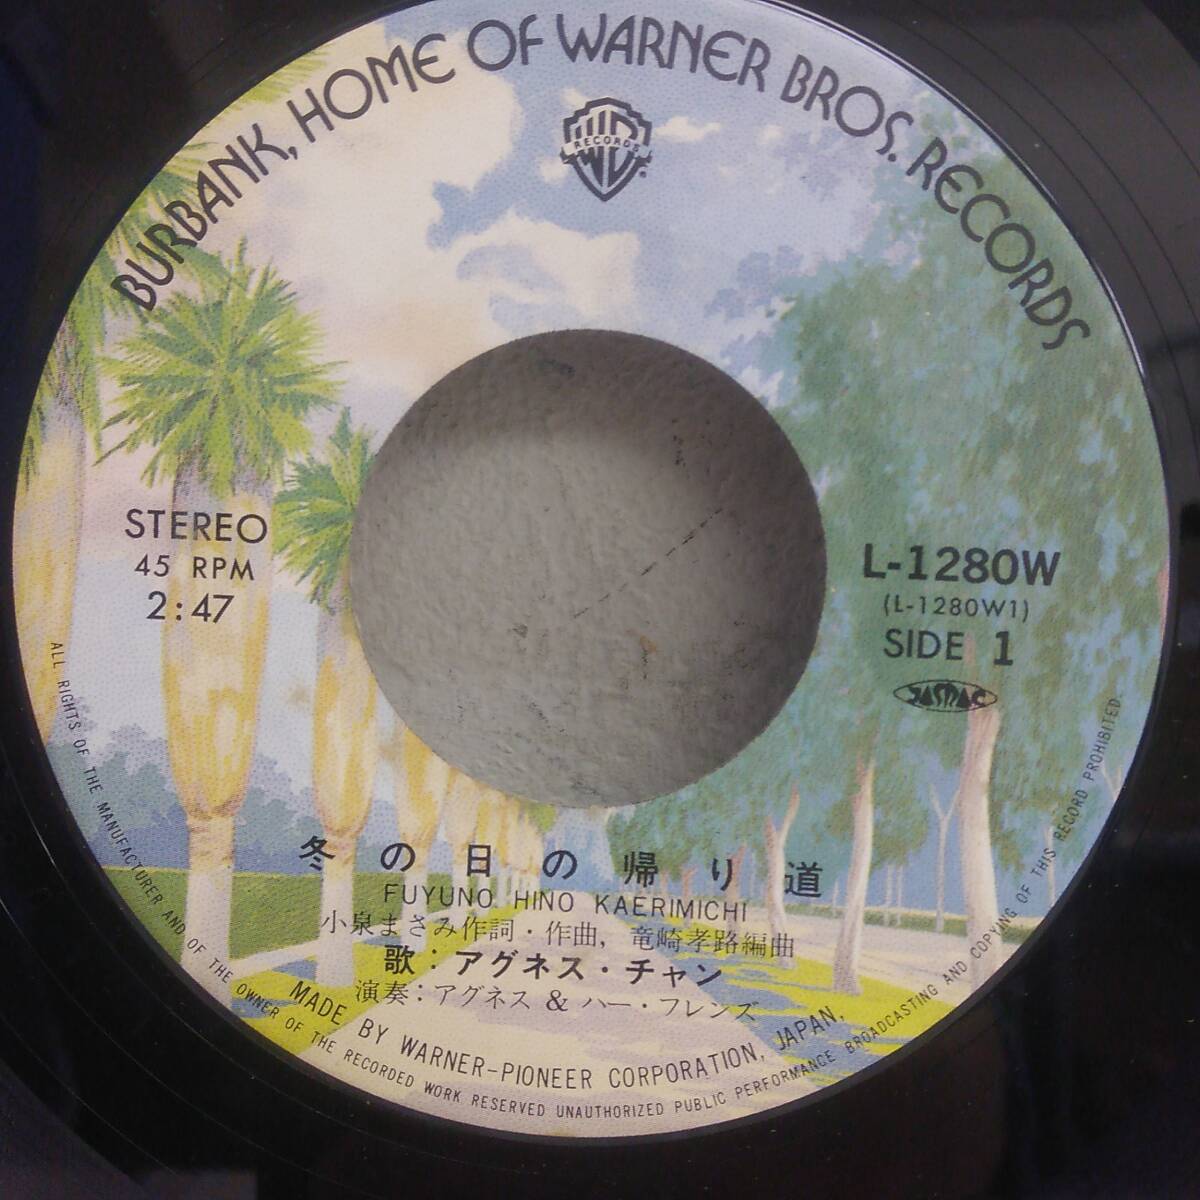 BURBANK, HOME OF WARNER BROS. RECORDS
RECORDS
STEREO
45 RPM
2:47
L-1280W
(L-1280W1)
SIDE 1
JASRAC
冬の日の帰り道
FUYUNO HINO KAERIMICHI
小泉まさみ作詞・作曲, 竜崎孝路編曲
歌：アグネス・チャン
演奏：アグネス & ハー・フレンズ
MADE BY WARNER-PIONEER CORPORATION, JAPAN.
ALL RIGHTS OF THE MANUFACTURER AND OF THE OWNER OF THE RECORDED WORK RESERVED UNAUTHORIZED PUBLIC PERFORMANCE BROADCASTING AND COPYING OF THIS RECORD PROHIBITED.